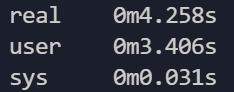 real 0m4.258s
user 0m3.406s
sys 0m0.031s